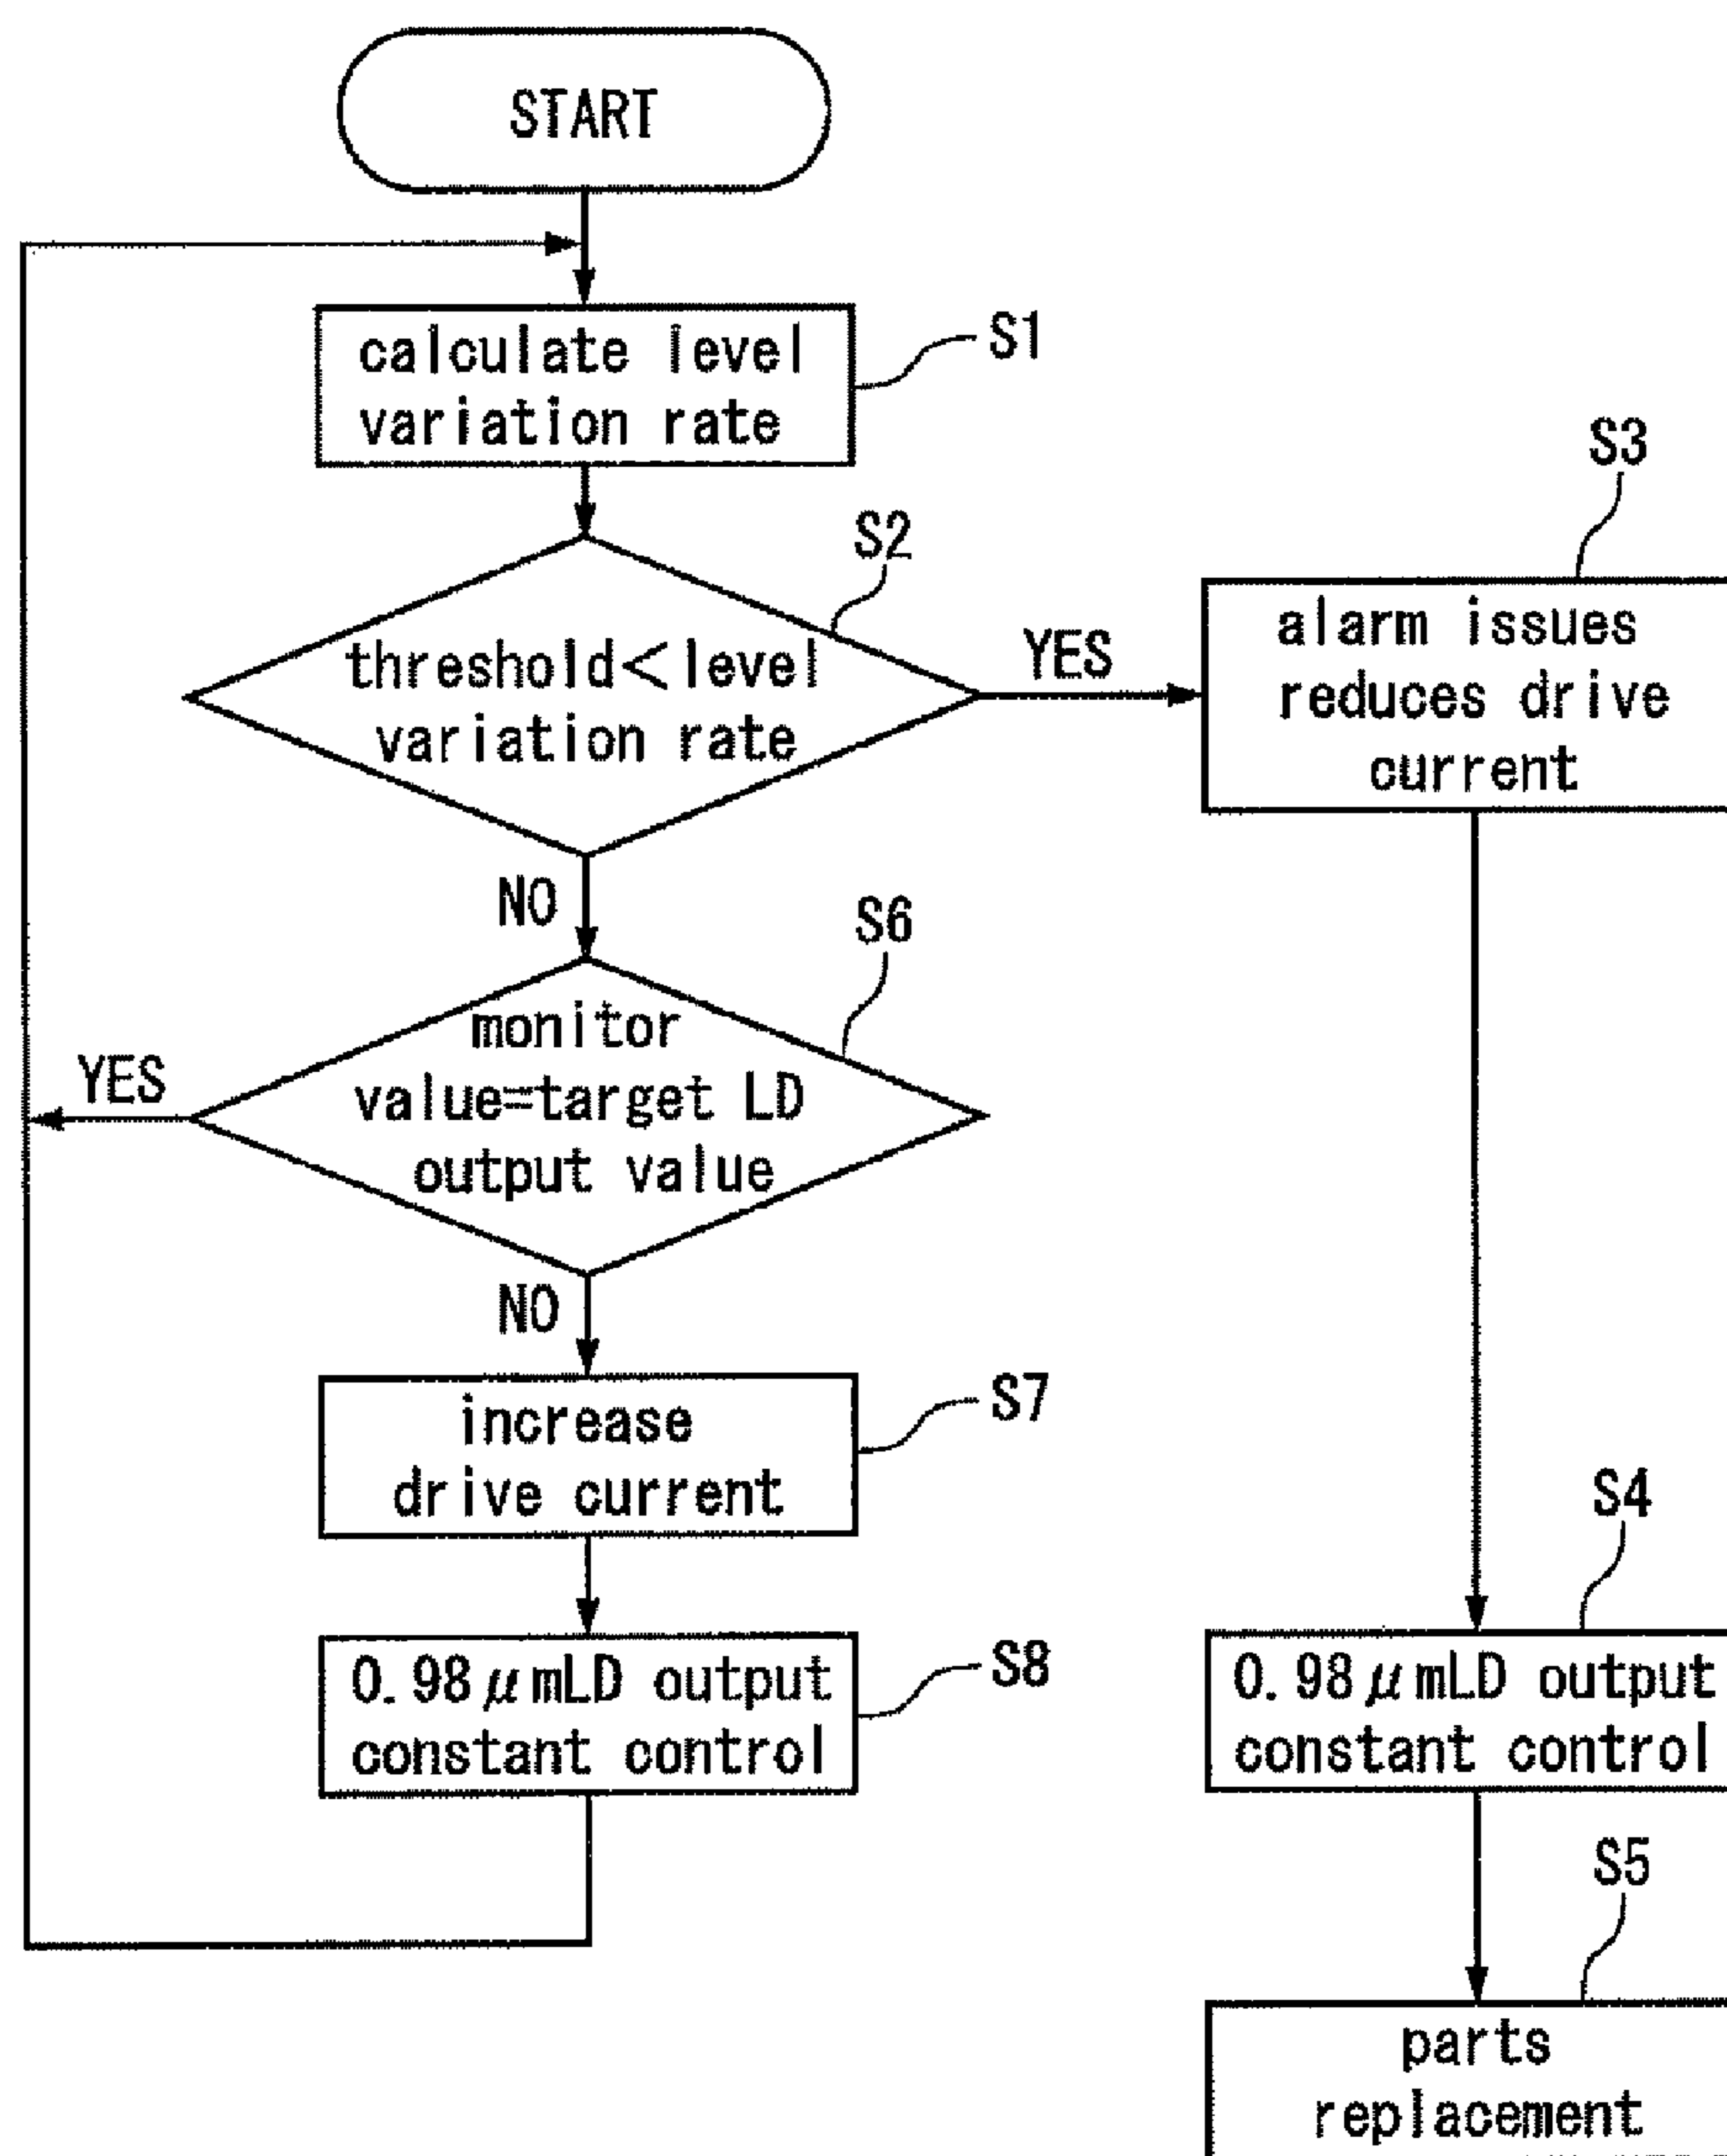 START
calculate level
variation rate
S1
S2
threshold<level
variation rate
YES
S3
alarm issues
reduces drive
current
NO
S6
monitor
value=target LD
output value
YES
NO
increase
drive current
S7
0.98μmLD output
constant control
S8
S4
0.98μmLD output
constant control
S5
parts
replacement